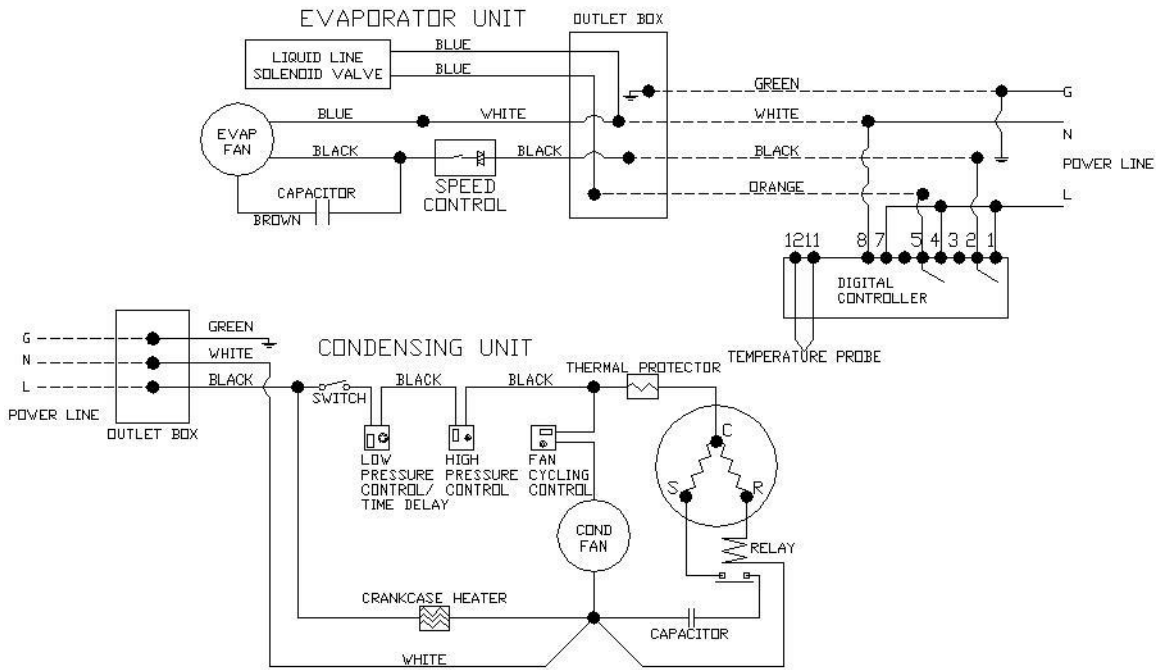 EVAPORATOR UNIT
OUTLET BOX
LIQUID LINE
SOLENOID VALVE
BLUE
BLUE
GREEN
G
EVAP
FAN
BLUE
WHITE
WHITE
N
BLACK
BLACK
BLACK
POWER LINE
SPEED
CONTROL
CAPACITOR
BROWN
ORANGE
L
12 11 8 7 5 4 3 2 1
DIGITAL
CONTROLLER
TEMPERATURE PROBE
CONDENSING UNIT
G
GREEN
N
WHITE
L
BLACK
POWER LINE
OUTLET BOX
SWITCH
BLACK
BLACK
THERMAL PROTECTOR
LOW
PRESSURE
CONTROL/
TIME DELAY
HIGH
PRESSURE
CONTROL
FAN
CYCLING
CONTROL
C
S
R
COND
FAN
RELAY
CRANKCASE HEATER
CAPACITOR
WHITE